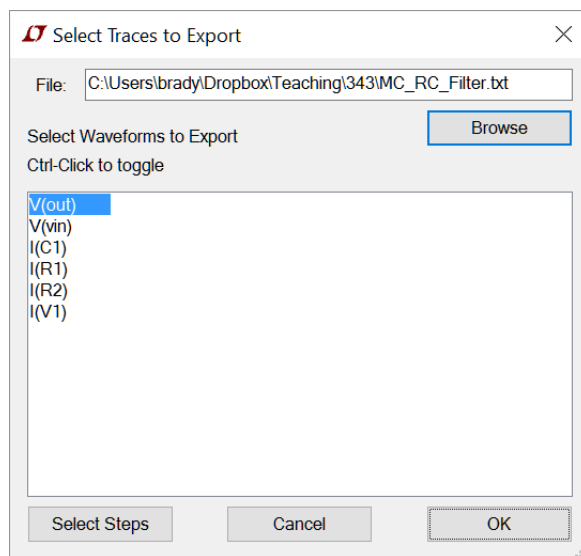 Select Traces to Export
File: C:\Users\brady\Dropbox\Teaching\343\MC_RC_Filter.txt
Browse
Select Waveforms to Export
Ctrl-Click to toggle
V(out)
V(vin)
I(C1)
I(R1)
I(R2)
I(V1)
Select Steps Cancel OK